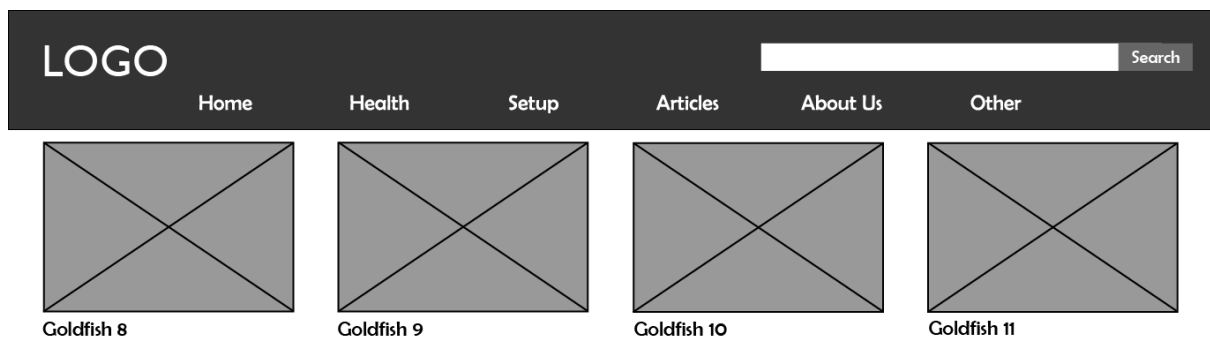 LOGO
Search
Home Health Setup Articles About Us Other
Goldfish 8 Goldfish 9 Goldfish 10 Goldfish 11